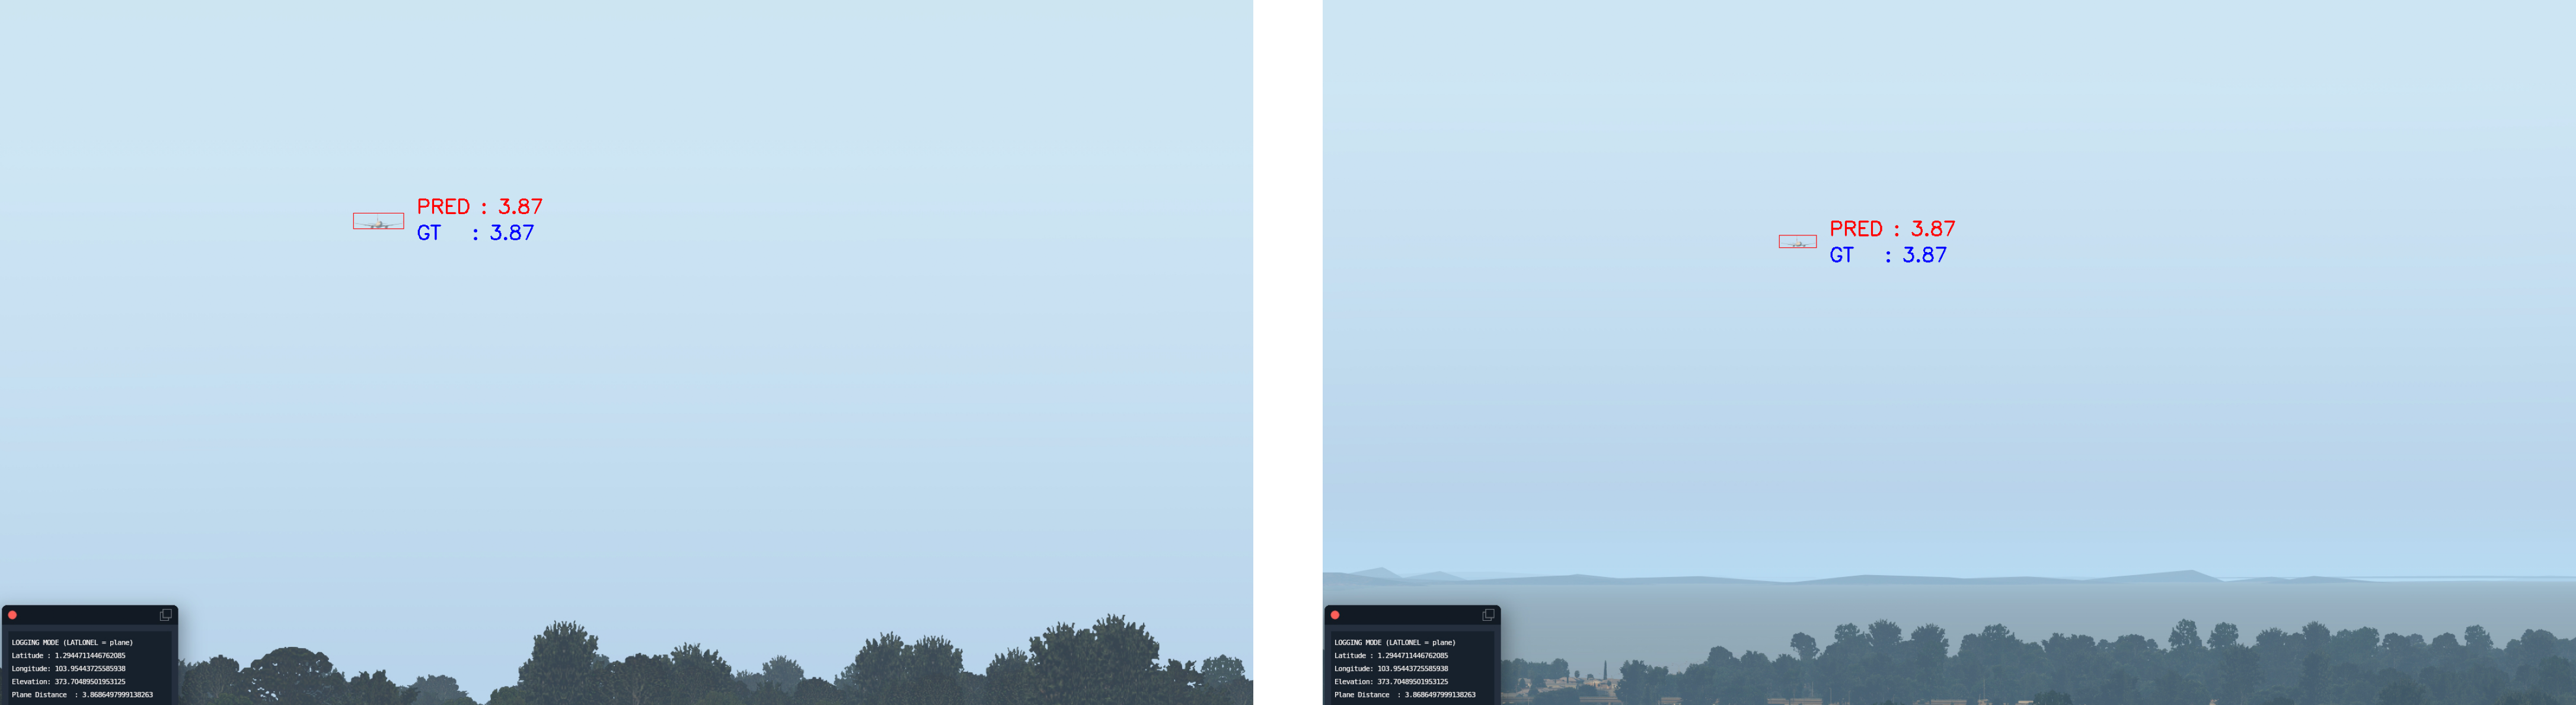 PRED : 3.87
GT : 3.87
LOGGING MODE (LATLONEL = plane)
Latitude : 1.2944711446762085
Longitude: 103.95443725585938
Elevation: 373.70489501953125
Plane Distance : 3.8686497999138263
PRED : 3.87
GT : 3.87
LOGGING MODE (LATLONEL = plane)
Latitude : 1.2944711446762085
Longitude: 103.95443725585938
Elevation: 373.70489501953125
Plane Distance : 3.8686497999138263